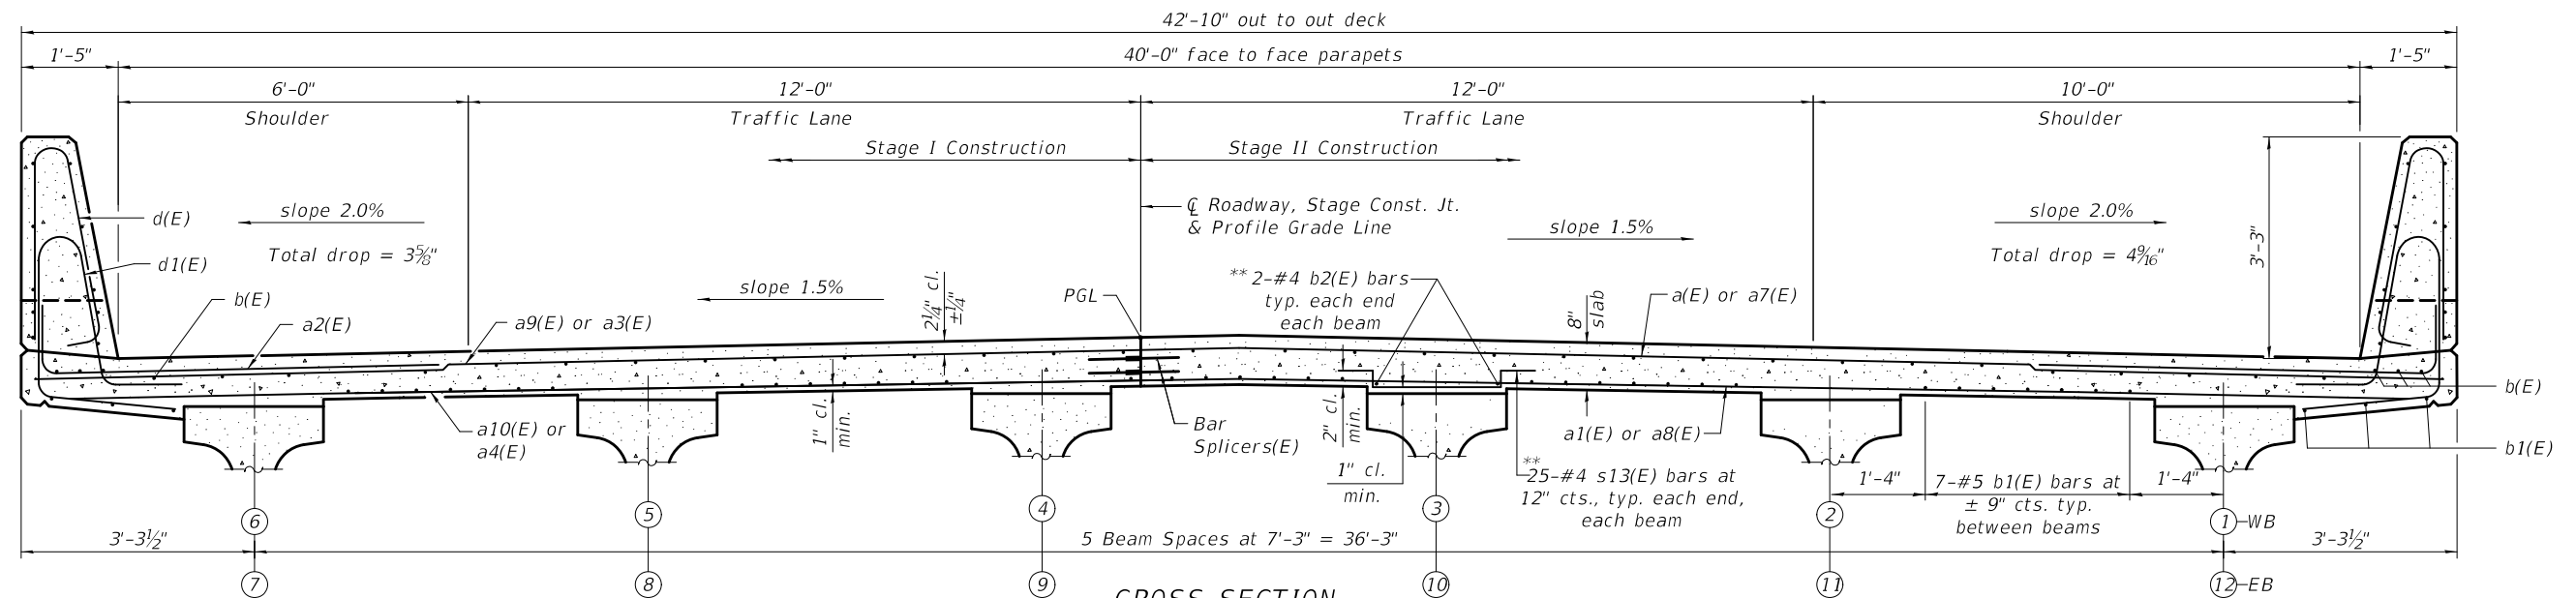 42'-10" out to out deck
1'-5"
40'-0" face to face parapets
1'-5"
6'-0"
12'-0"
12'-0"
10'-0"
Shoulder
Traffic Lane
Traffic Lane
Shoulder
Stage I Construction
Stage II Construction
d(E)
slope 2.0%
Total drop = 3⅝"
d1(E)
b(E)
a2(E)
a9(E) or a3(E)
slope 1.5%
2¼" cl.
±¼"
PGL
℄ Roadway, Stage Const. Jt.
& Profile Grade Line
slope 1.5%
**2-#4 b2(E) bars
typ. each end
each beam
8"
slab
a(E) or a7(E)
slope 2.0%
Total drop = 4⁹⁄₁₆"
3'-3"
b(E)
b1(E)
a10(E) or
a4(E)
1" cl.
min.
Bar
Splicers(E)
2" cl.
min.
1" cl.
min.
a1(E) or a8(E)
**
25-#4 s13(E) bars at
12" cts., typ. each end,
each beam
1'-4"
7-#5 b1(E) bars at
± 9" cts. typ.
between beams
1'-4"
6
5
4
3
2
1-WB
3'-3½"
5 Beam Spaces at 7'-3" = 36'-3"
3'-3½"
7
8
9
10
11
12-EB
CROSS SECTION